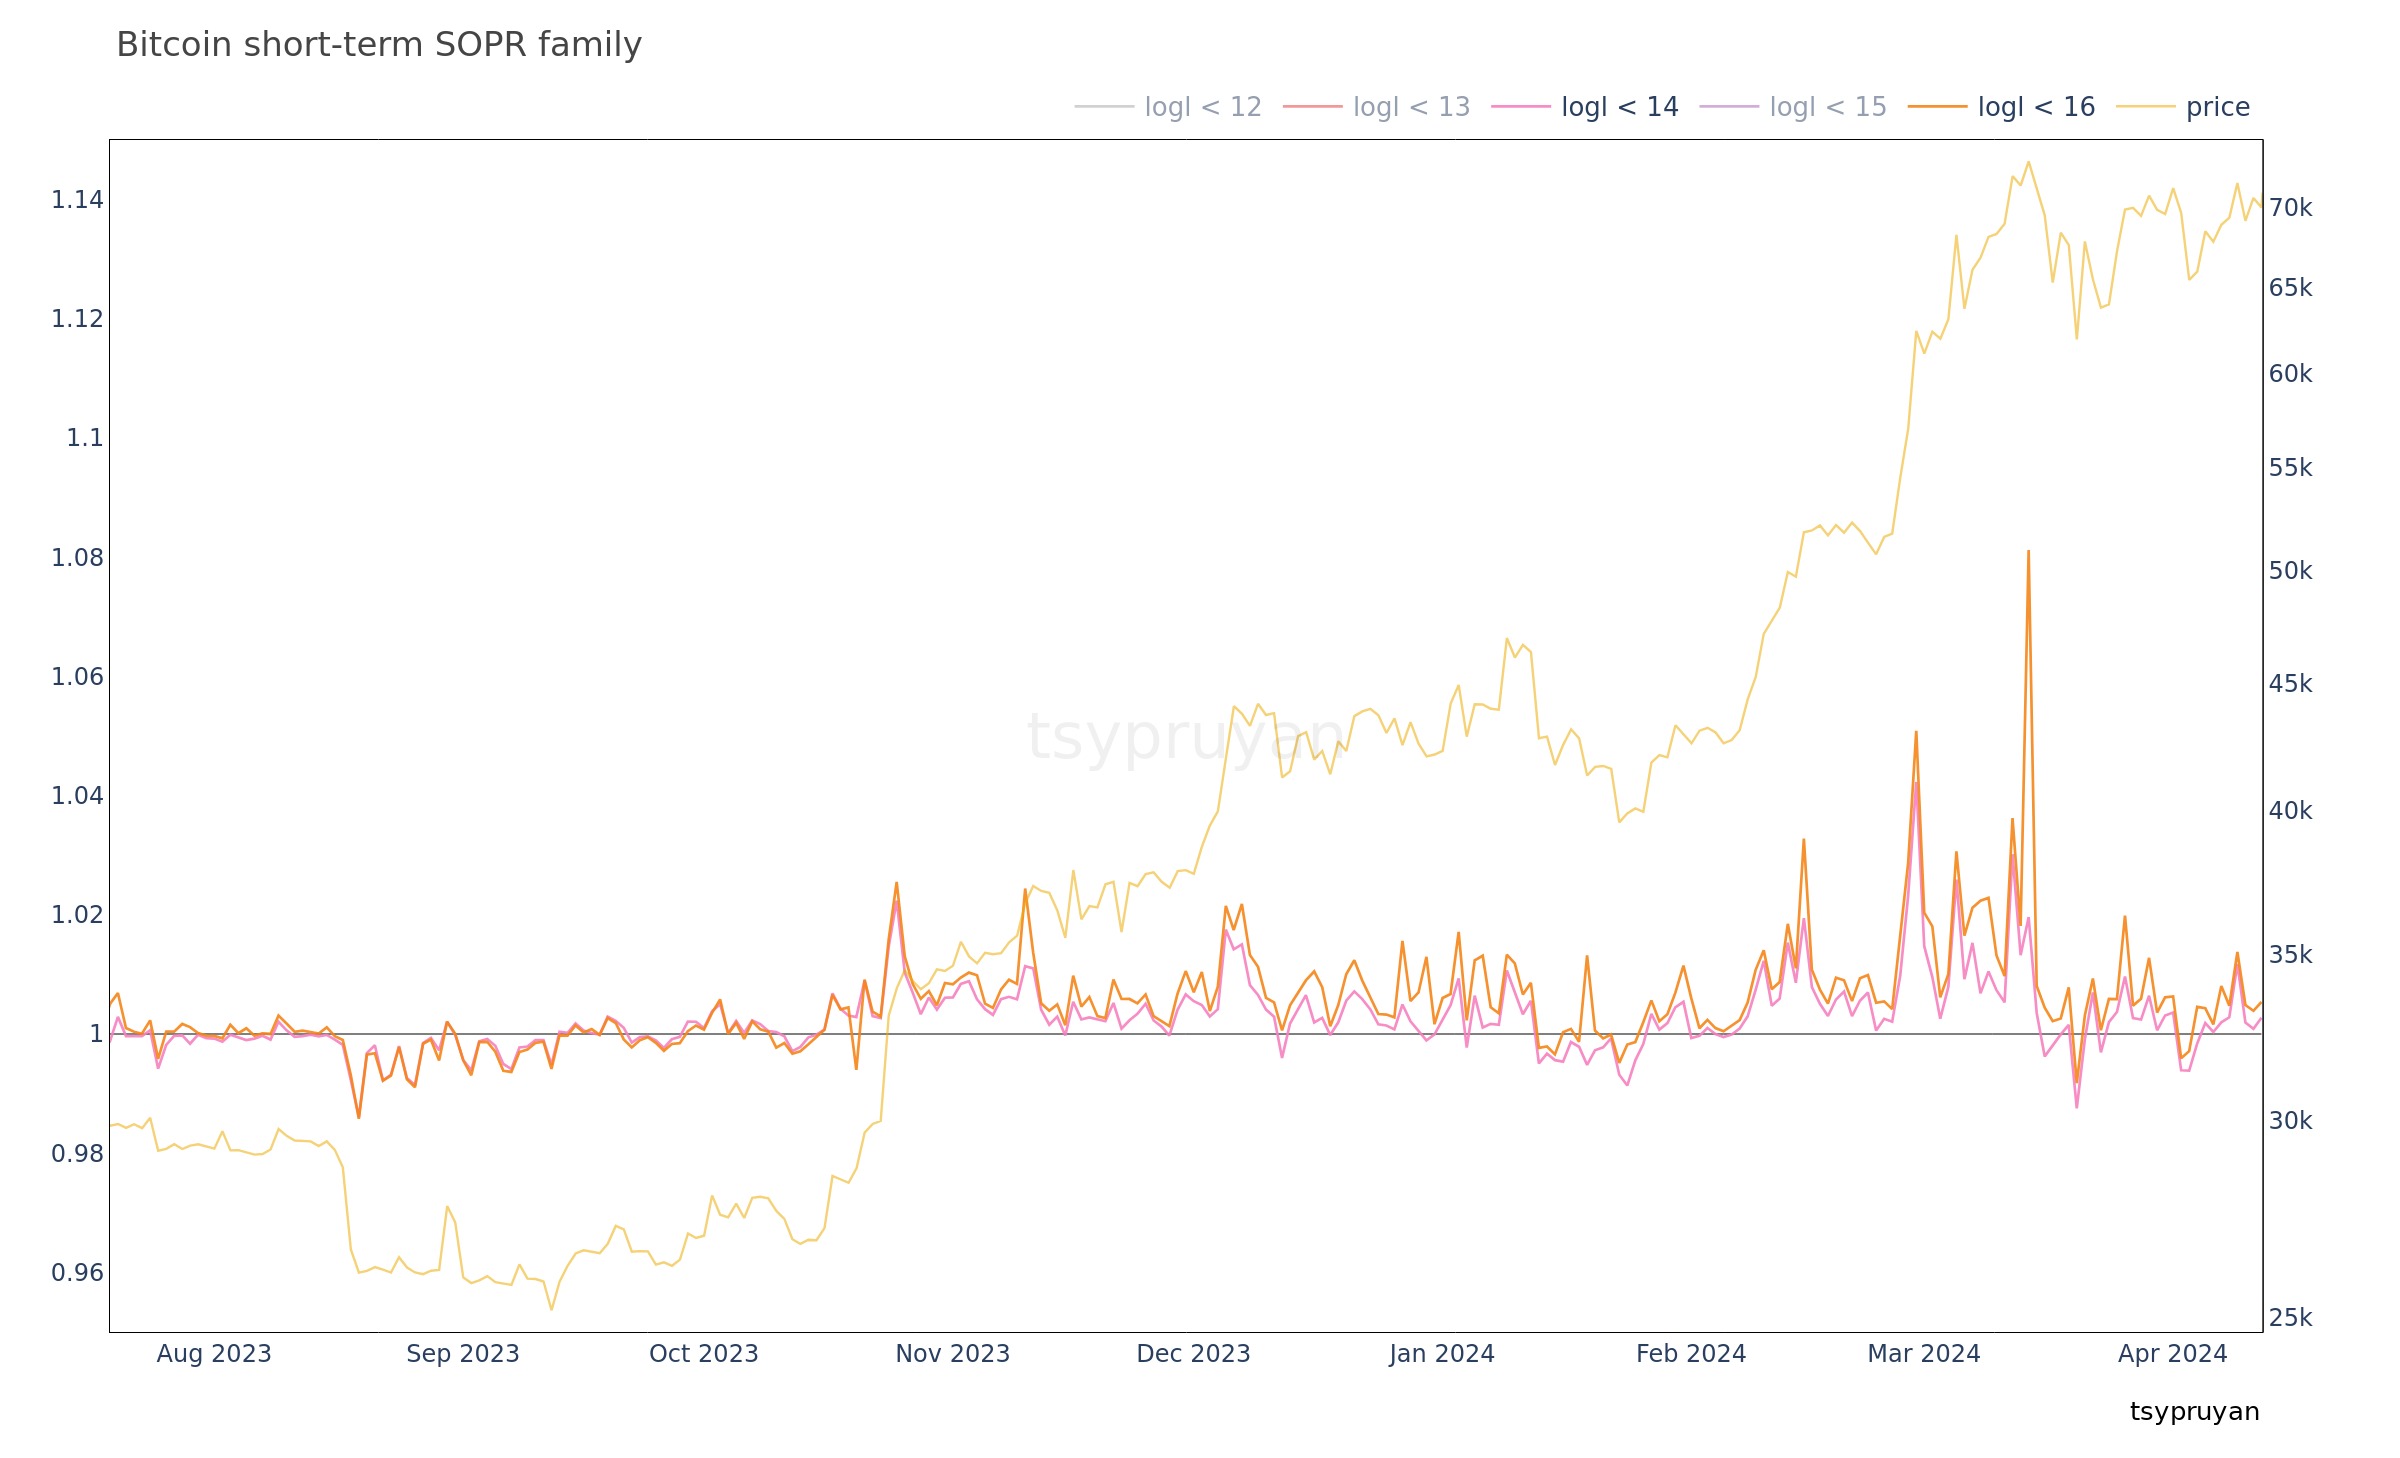 Bitcoin short-term SOPR family
logl < 12 logl < 13 logl < 14 logl < 15 logl < 16 price
1.14
1.12
1.1
1.08
1.06
1.04
1.02
1
0.98
0.96
70k
65k
60k
55k
50k
45k
40k
35k
30k
25k
tsypruyan
Aug 2023 Sep 2023 Oct 2023 Nov 2023 Dec 2023 Jan 2024 Feb 2024 Mar 2024 Apr 2024
tsypruyan